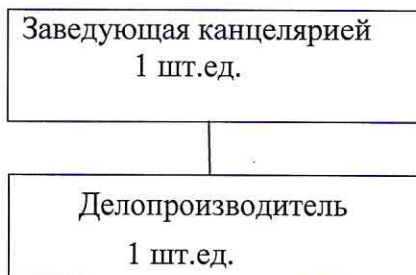 Заведующая канцелярией
1 шт.ед.
Делопроизводитель
1 шт.ед.